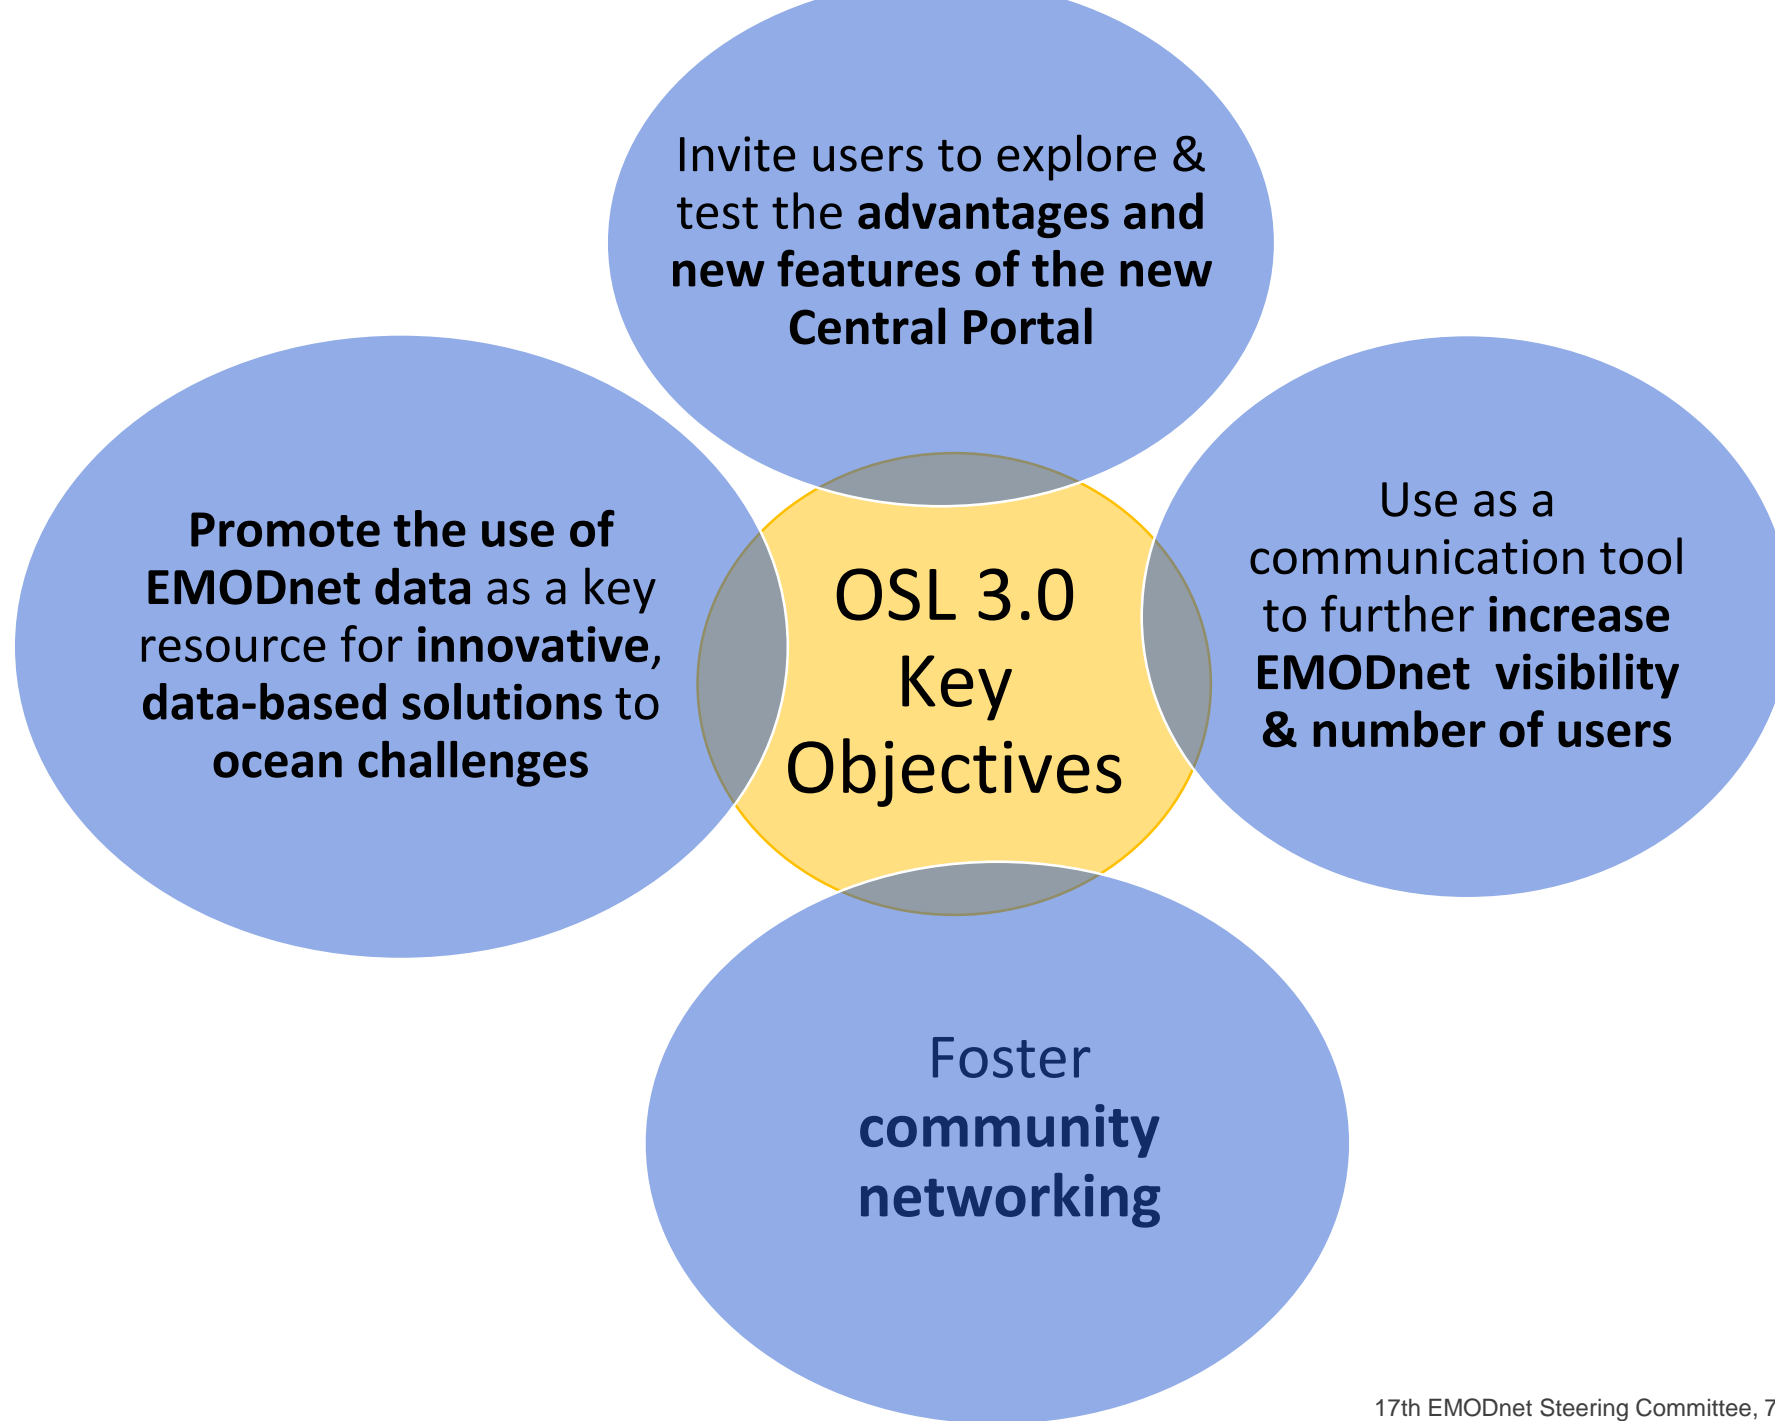 Invite users to explore &
test the advantages and
new features of the new
Central Portal
Promote the use of
EMODnet data as a key
resource for innovative,
data-based solutions to
ocean challenges
OSL 3.0
Key
Objectives
Use as a
communication tool
to further increase
EMODnet  visibility
& number of users
Foster
community
networking
17th EMODnet Steering Committee, 7